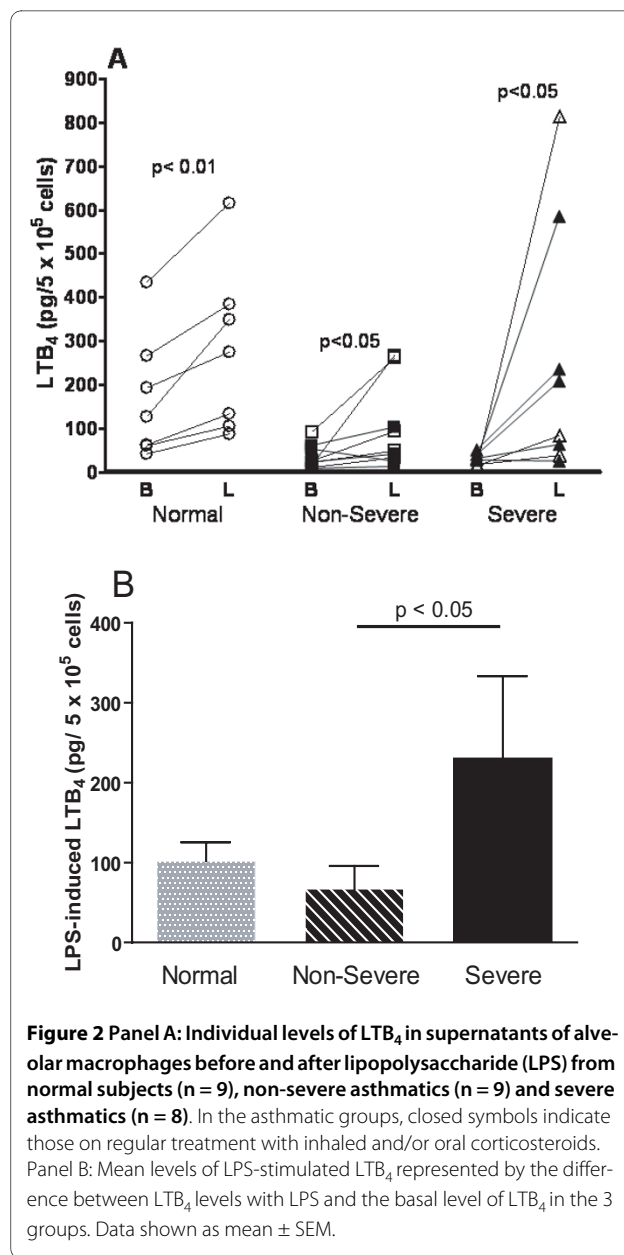 A
900
800
700
600
500
400
300
200
100
0
LTB₄ (pg/5 x 10⁵ cells)
p< 0.01
p<0.05
p<0.05
B L B L B L
Normal Non-Severe Severe
B
400
300
200
100
0
LPS-induced LTB₄ (pg/ 5 x 10⁵ cells)
p < 0.05
Normal Non-Severe Severe
Figure 2 Panel A: Individual levels of LTB₄ in supernatants of alve-
olar macrophages before and after lipopolysaccharide (LPS) from
normal subjects (n = 9), non-severe asthmatics (n = 9) and severe
asthmatics (n = 8). In the asthmatic groups, closed symbols indicate
those on regular treatment with inhaled and/or oral corticosteroids.
Panel B: Mean levels of LPS-stimulated LTB₄ represented by the differ-
ence between LTB₄ levels with LPS and the basal level of LTB₄ in the 3
groups. Data shown as mean ± SEM.